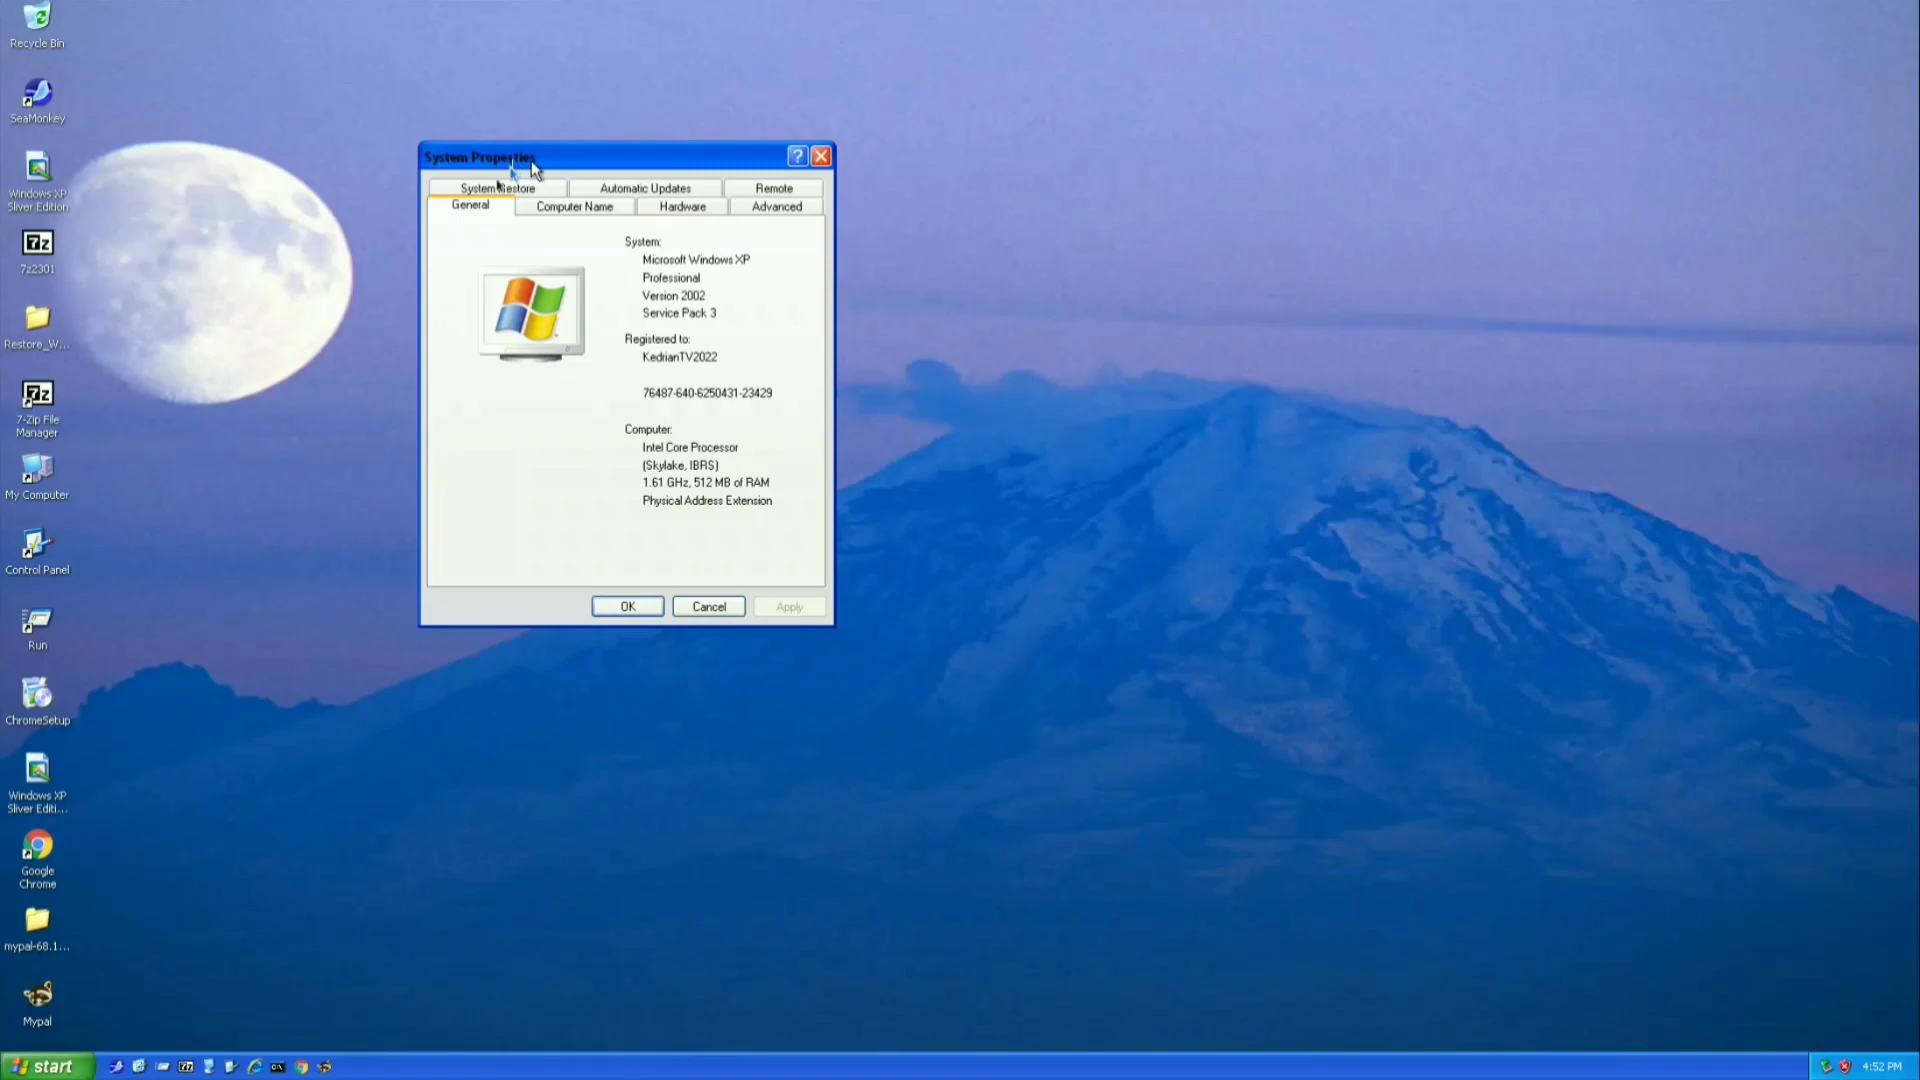 Recycle Bin
SeaMonkey
Windows XP
Sliver Edition
7z2301
Restore_W...
7-Zip File
Manager
My Computer
Control Panel
Run
ChromeSetup
Windows XP
Sliver Editi...
Google
Chrome
mypal-68.1...
Mypal
System Properties
System Restore
Automatic Updates
Remote
General
Computer Name
Hardware
Advanced
System:
Microsoft Windows XP
Professional
Version 2002
Service Pack 3
Registered to:
KedrianTV2022
76487-640-6250431-23429
Computer:
Intel Core Processor
(Skylake, IBRS)
1.61 GHz, 512 MB of RAM
Physical Address Extension
OK
Cancel
Apply
start
4:52 PM